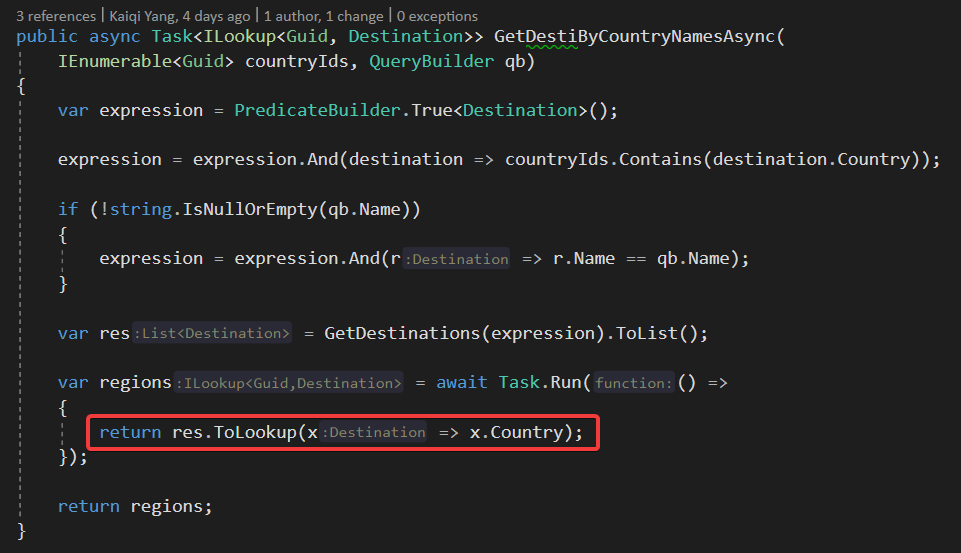 3 references | Kaiqi Yang, 4 days ago | 1 author, 1 change | 0 exceptions
public async Task<ILookup<Guid, Destination>> GetDestiByCountryNamesAsync(
    IEnumerable<Guid> countryIds, QueryBuilder qb)
{
    var expression = PredicateBuilder.True<Destination>();

    expression = expression.And(destination => countryIds.Contains(destination.Country));

    if (!string.IsNullOrEmpty(qb.Name))
    {
        expression = expression.And(r:Destination => r.Name == qb.Name);
    }

    var res:List<Destination> = GetDestinations(expression).ToList();

    var regions:ILookup<Guid,Destination> = await Task.Run(function:() =>
    {
        return res.ToLookup(x:Destination => x.Country);
    });

    return regions;
}